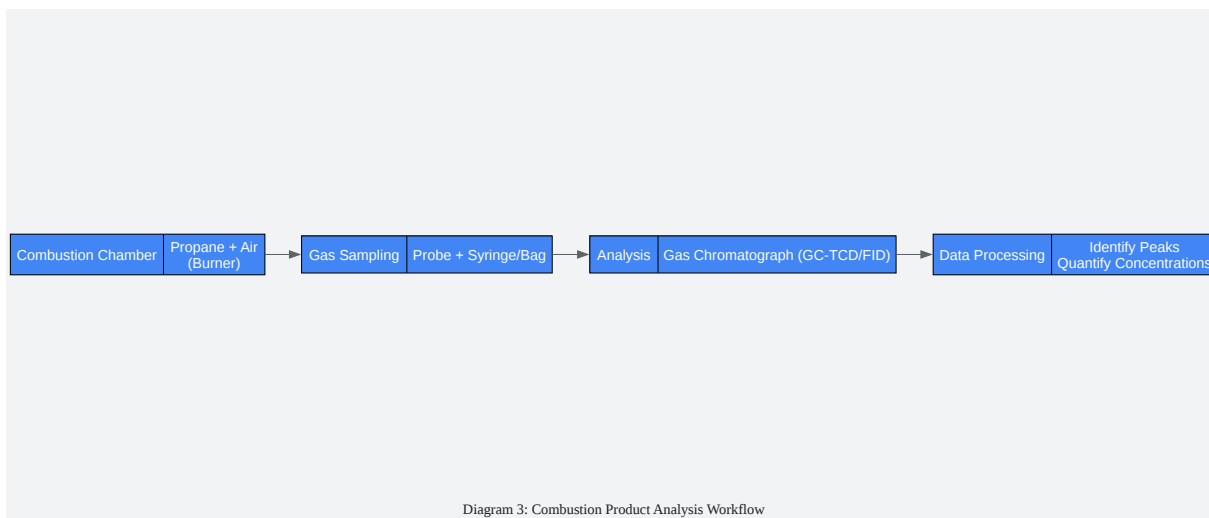 Combustion Chamber
Propane + Air
(Burner)
Gas Sampling
Probe + Syringe/Bag
Analysis
Gas Chromatograph (GC-TCD/FID)
Data Processing
Identify Peaks
Quantify Concentrations
Diagram 3: Combustion Product Analysis Workflow